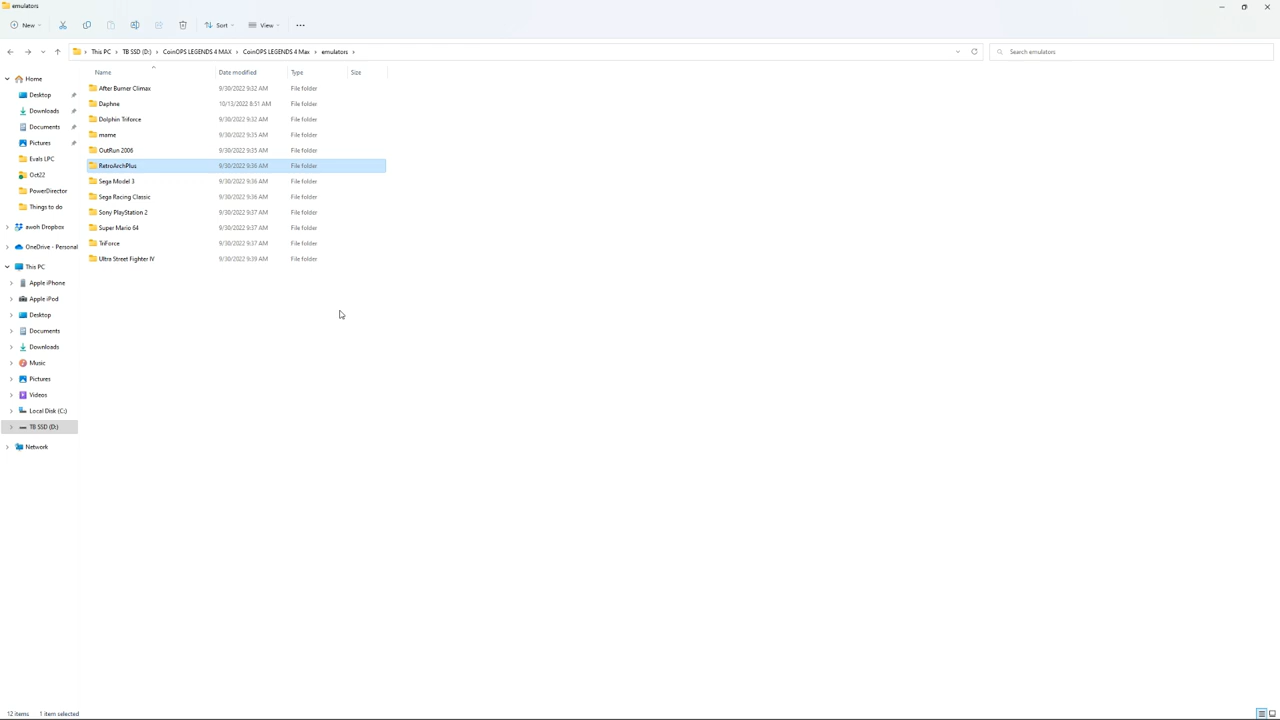 emulators
New
Sort
View
This PC > TB SSD (D:) > CoinOPS LEGENDS 4 MAX > CoinOPS LEGENDS 4 Max > emulators >
Search emulators
Name Date modified Type Size
After Burner Climax 9/30/2022 9:32 AM File folder
Daphne 10/13/2022 8:51 AM File folder
Dolphin Triforce 9/30/2022 9:32 AM File folder
mame 9/30/2022 9:35 AM File folder
OutRun 2006 9/30/2022 9:35 AM File folder
RetroArchPlus 9/30/2022 9:36 AM File folder
Sega Model 3 9/30/2022 9:36 AM File folder
Sega Racing Classic 9/30/2022 9:36 AM File folder
Sony PlayStation 2 9/30/2022 9:37 AM File folder
Super Mario 64 9/30/2022 9:37 AM File folder
TriForce 9/30/2022 9:37 AM File folder
Ultra Street Fighter IV 9/30/2022 9:39 AM File folder
Home
Desktop
Downloads
Documents
Pictures
Evals LPC
Oct22
PowerDirector
Things to do
awoh Dropbox
OneDrive - Personal
This PC
Apple iPhone
Apple iPod
Desktop
Documents
Downloads
Music
Pictures
Videos
Local Disk (C:)
TB SSD (D:)
Network
12 items 1 item selected